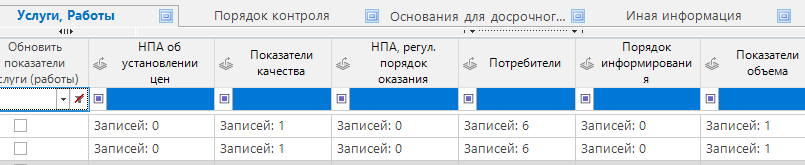 Услуги, Работы Порядок контроля Основания для досрочног... Иная информация
Обновить показатели слуги (работы) НПА об установлении цен Показатели качества НПА, регул. порядок оказания Потребители Порядок информирования Показатели объема
Записей: 0 Записей: 1 Записей: 0 Записей: 6 Записей: 0 Записей: 1
Записей: 0 Записей: 1 Записей: 0 Записей: 6 Записей: 0 Записей: 1